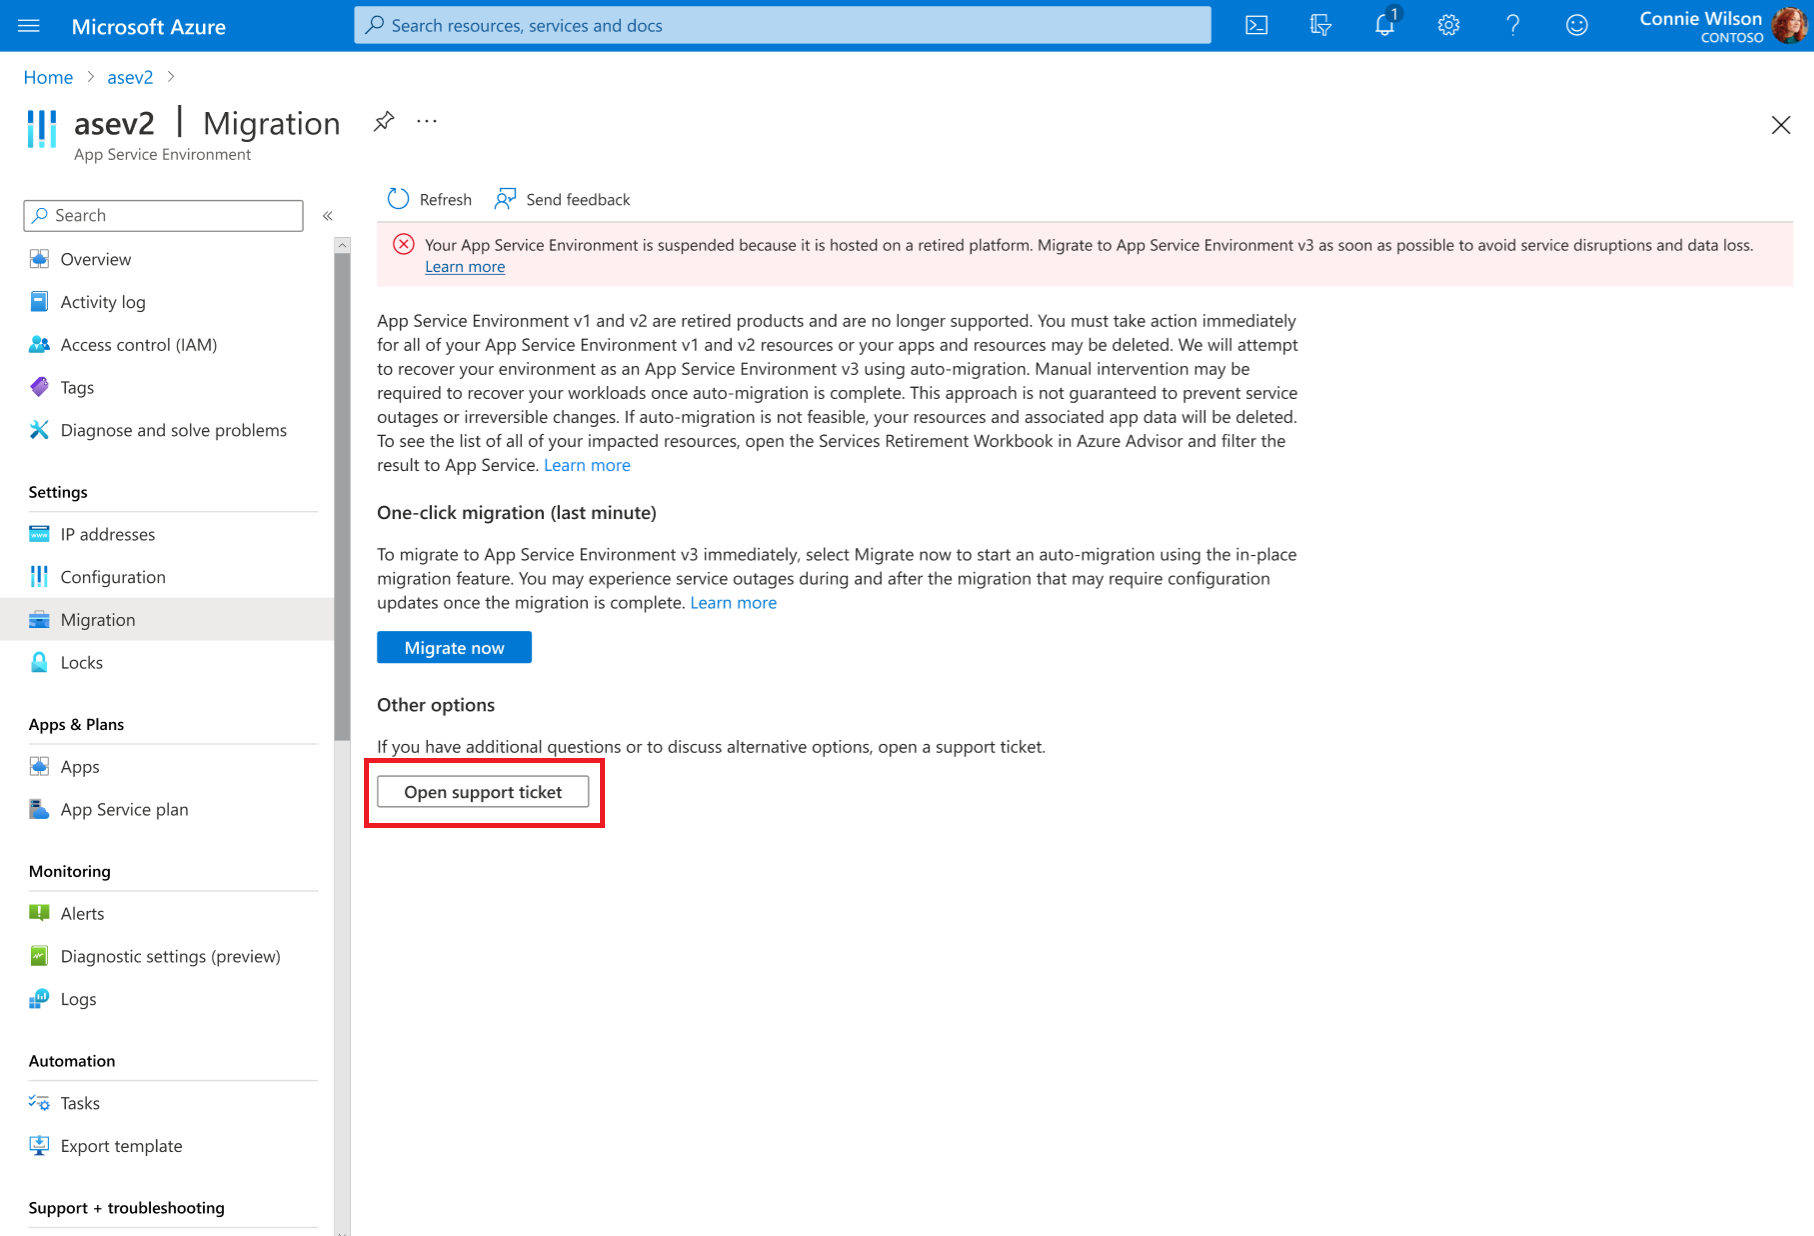 Microsoft Azure
Search resources, services and docs
1
Connie Wilson
CONTOSO
Home > asev2 >
asev2 | Migration
App Service Environment
Search
«
Overview
Activity log
Access control (IAM)
Tags
Diagnose and solve problems
Settings
IP addresses
Configuration
Migration
Locks
Apps & Plans
Apps
App Service plan
Monitoring
Alerts
Diagnostic settings (preview)
Logs
Automation
Tasks
Export template
Support + troubleshooting
Refresh
Send feedback
Your App Service Environment is suspended because it is hosted on a retired platform. Migrate to App Service Environment v3 as soon as possible to avoid service disruptions and data loss.
Learn more
App Service Environment v1 and v2 are retired products and are no longer supported. You must take action immediately
for all of your App Service Environment v1 and v2 resources or your apps and resources may be deleted. We will attempt
to recover your environment as an App Service Environment v3 using auto-migration. Manual intervention may be
required to recover your workloads once auto-migration is complete. This approach is not guaranteed to prevent service
outages or irreversible changes. If auto-migration is not feasible, your resources and associated app data will be deleted.
To see the list of all of your impacted resources, open the Services Retirement Workbook in Azure Advisor and filter the
result to App Service. Learn more
One-click migration (last minute)
To migrate to App Service Environment v3 immediately, select Migrate now to start an auto-migration using the in-place
migration feature. You may experience service outages during and after the migration that may require configuration
updates once the migration is complete. Learn more
Migrate now
Other options
If you have additional questions or to discuss alternative options, open a support ticket.
Open support ticket